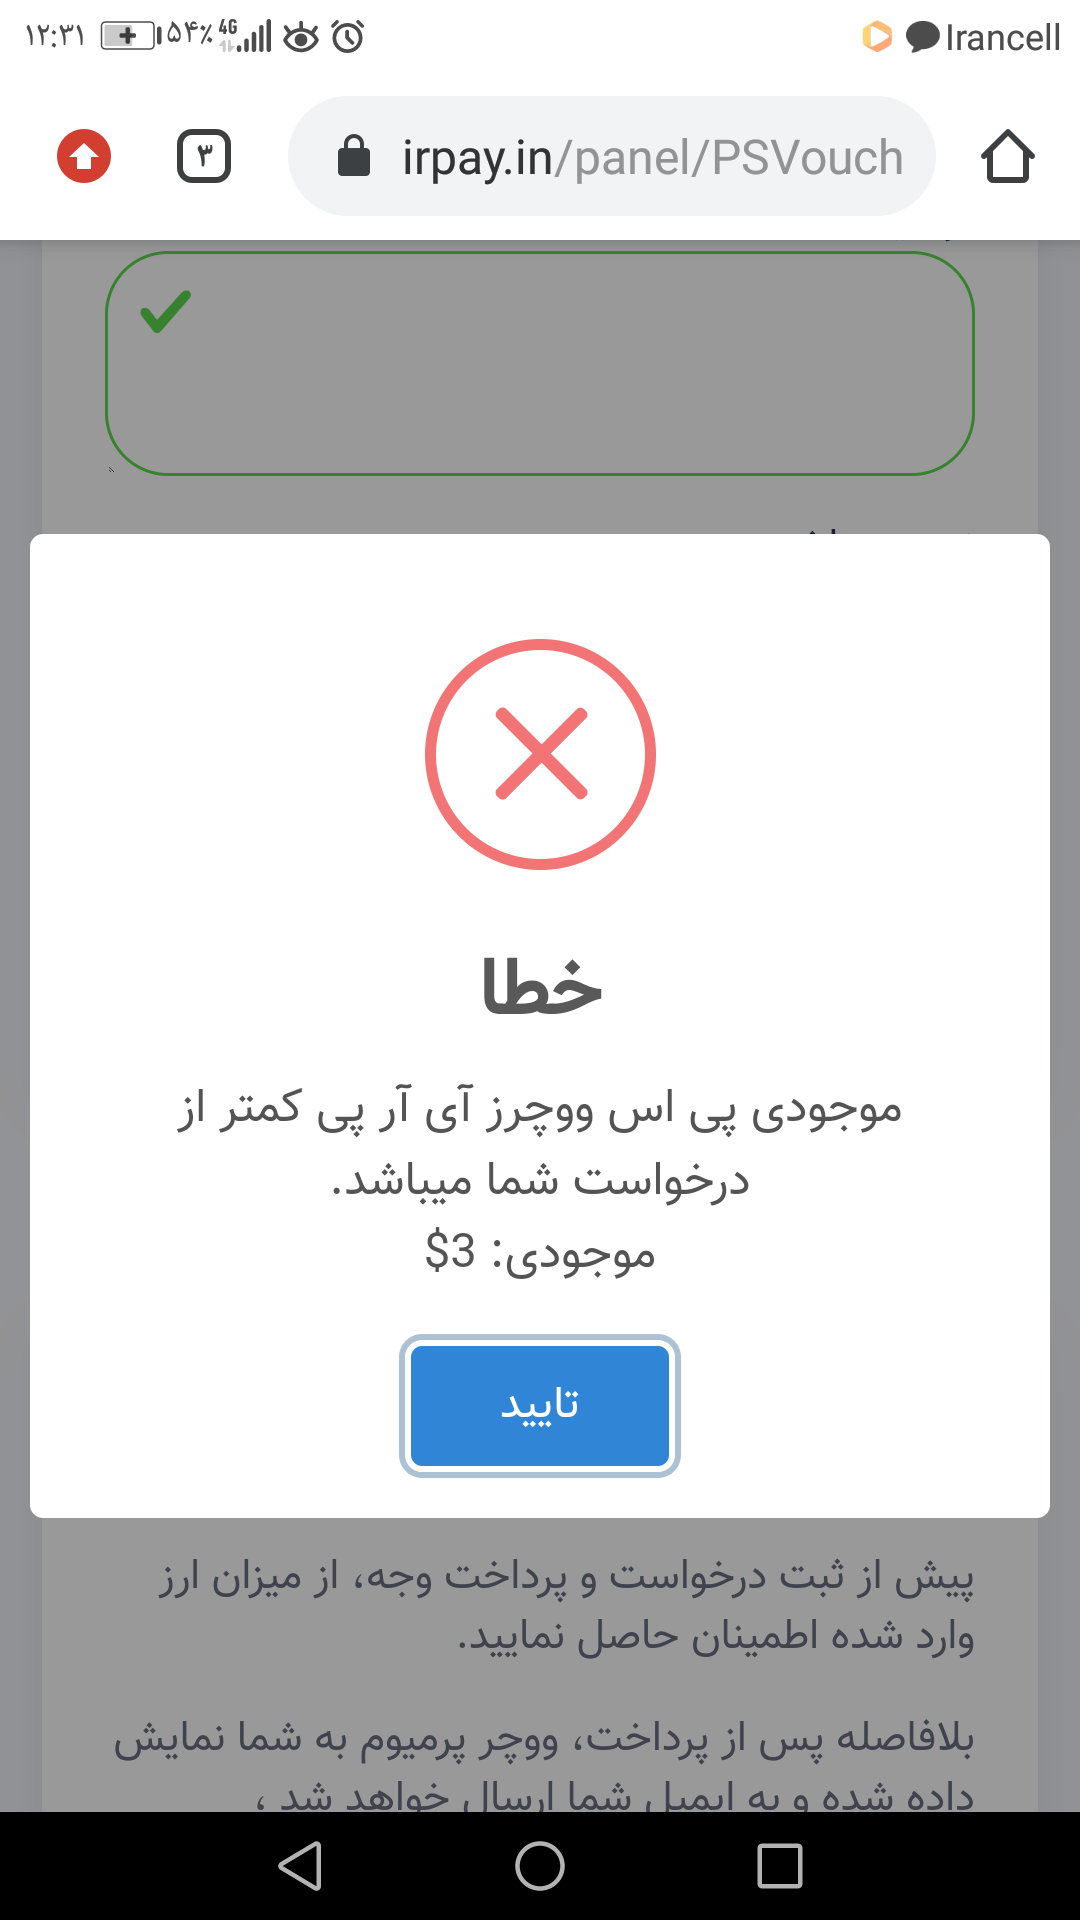 ۱۲:۳۱ ۵۴٪ 4G Irancell
۳ irpay.in/panel/PSVouch
خطا
موجودی پی اس ووچرز آی آر پی کمتر از
درخواست شما میباشد.
موجودی: 3$
تایید
پیش از ثبت درخواست و پرداخت وجه، از میزان ارز
وارد شده اطمینان حاصل نمایید.
بلافاصله پس از پرداخت، ووچر پرمیوم به شما نمایش
داده شده و به ایمیل شما ارسال خواهد شد ،